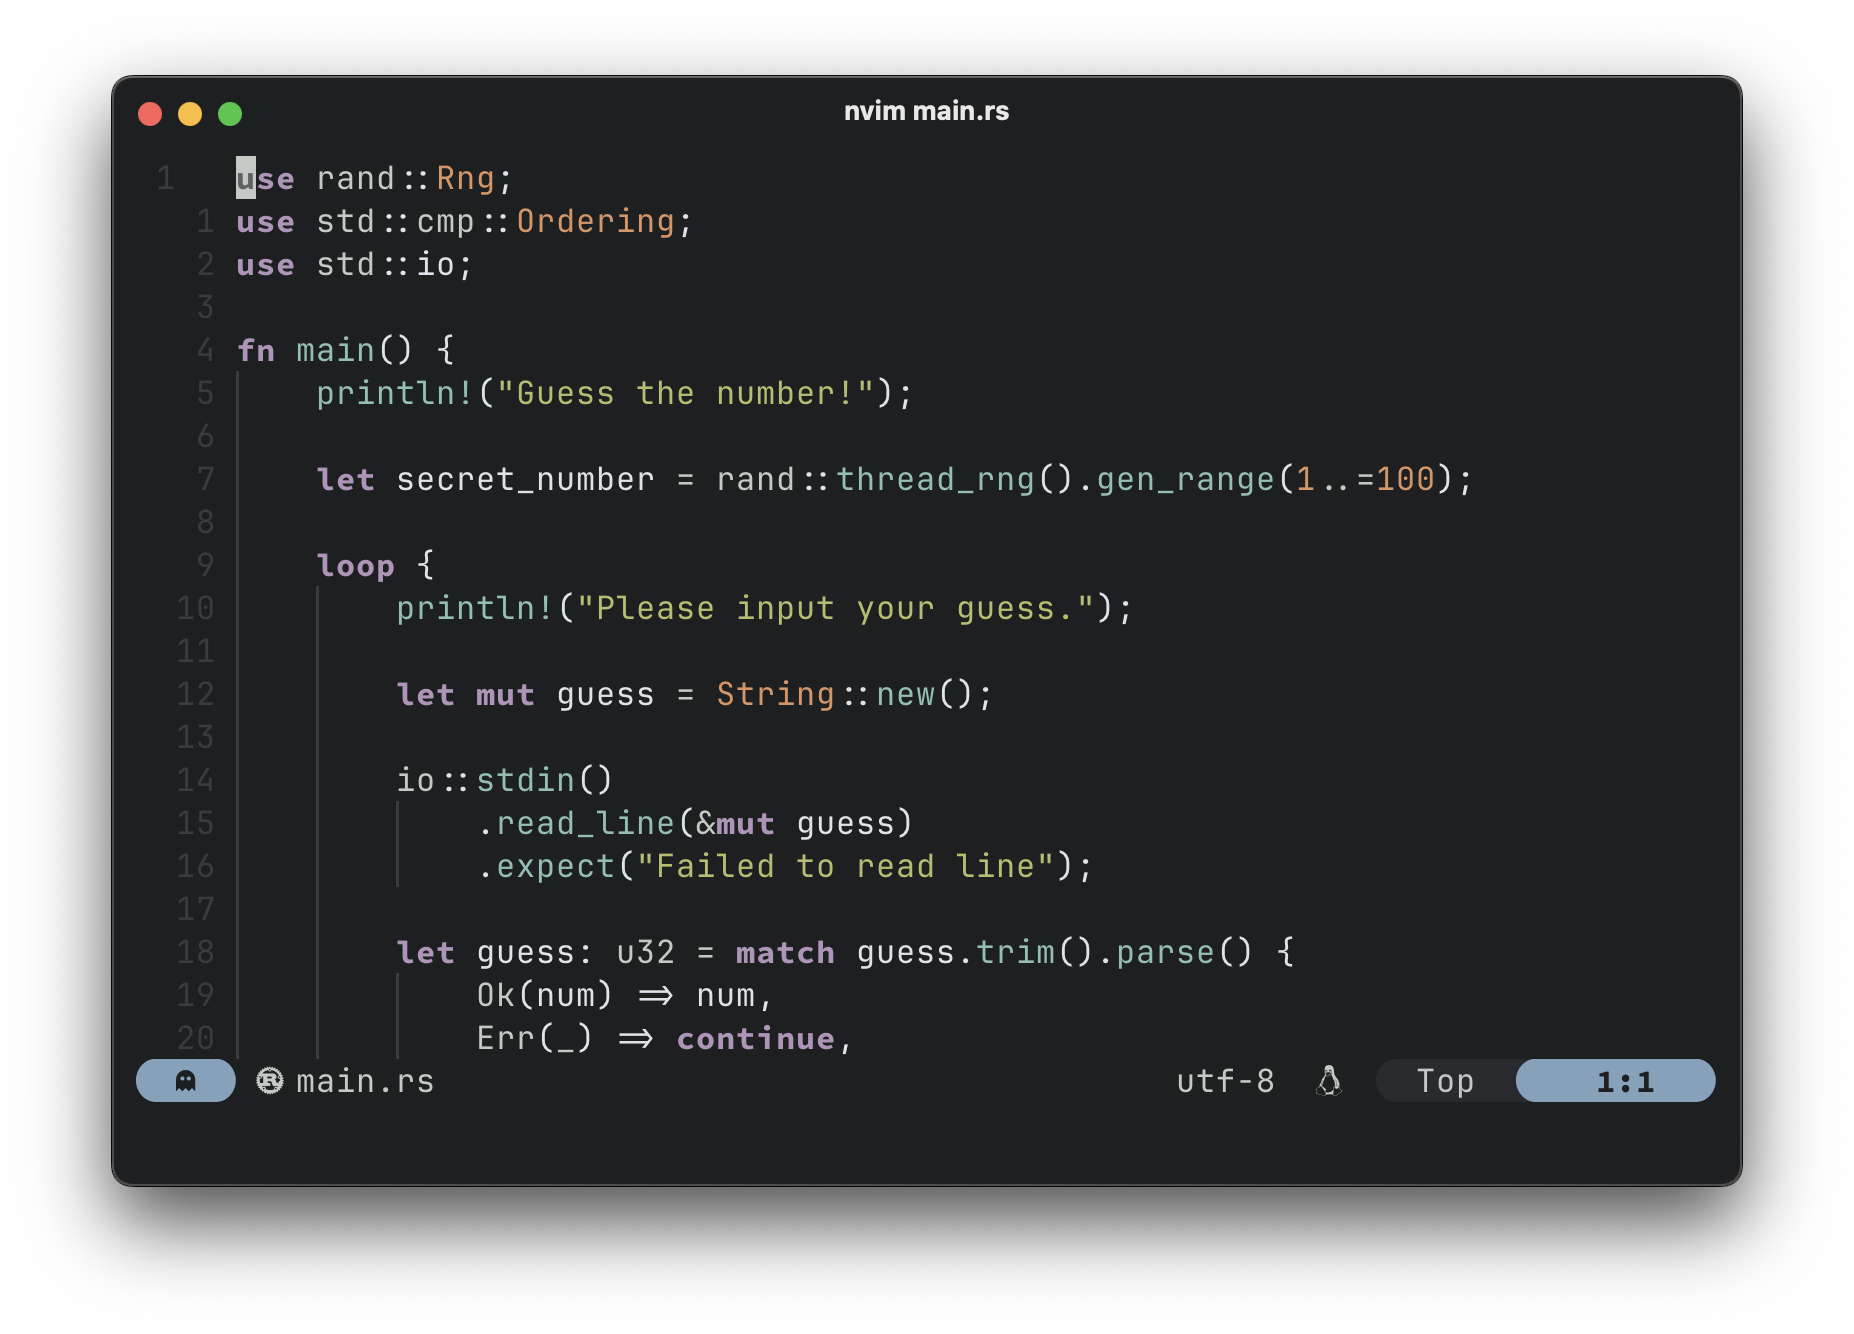 nvim main.rs
1   use rand::Rng;
  1 use std::cmp::Ordering;
  2 use std::io;
  3
  4 fn main() {
  5     println!("Guess the number!");
  6
  7     let secret_number = rand::thread_rng().gen_range(1..=100);
  8
  9     loop {
 10         println!("Please input your guess.");
 11
 12         let mut guess = String::new();
 13
 14         io::stdin()
 15             .read_line(&mut guess)
 16             .expect("Failed to read line");
 17
 18         let guess: u32 = match guess.trim().parse() {
 19             Ok(num) => num,
 20             Err(_) => continue,
main.rs utf-8 Top 1:1